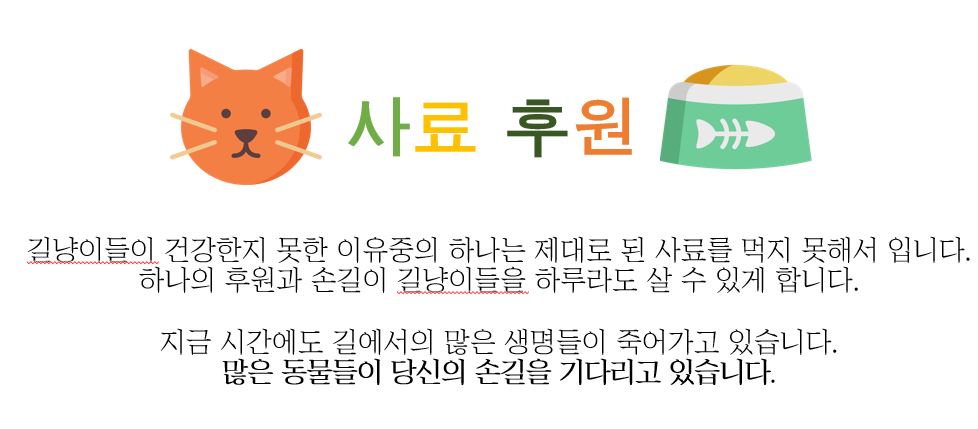 사료 후원
길냥이들이 건강한지 못한 이유중의 하나는 제대로 된 사료를 먹지 못해서 입니다.
하나의 후원과 손길이 길냥이들을 하루라도 살 수 있게 합니다.
지금 시간에도 길에서의 많은 생명들이 죽어가고 있습니다.
많은 동물들이 당신의 손길을 기다리고 있습니다.